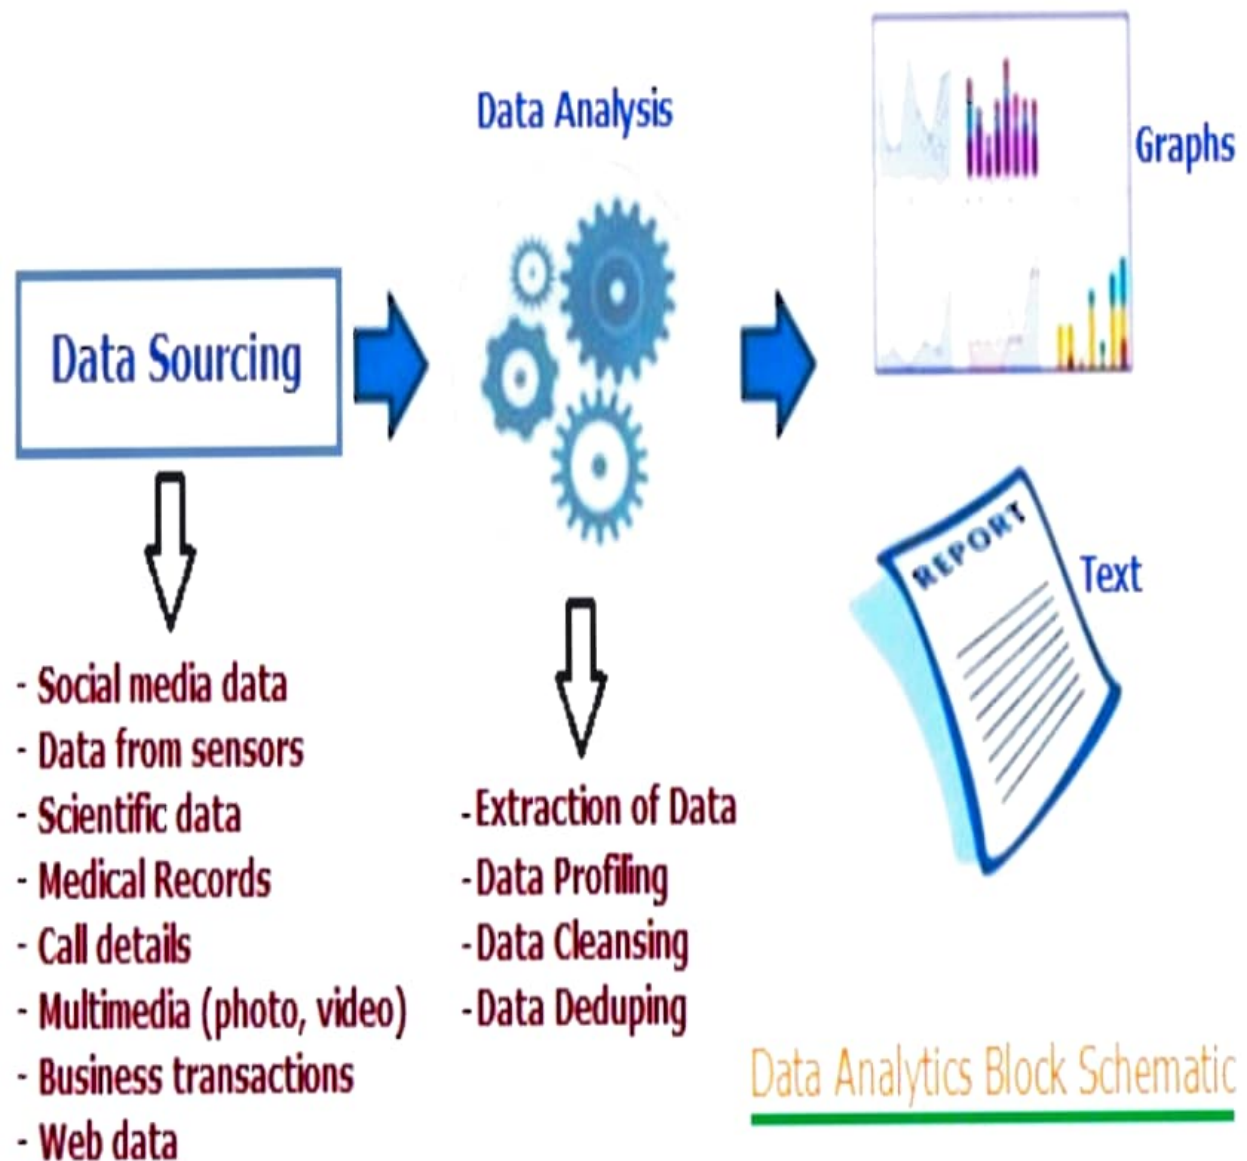 Data Analysis
Graphs
Data Sourcing
REPORT
Text
- Social media data
- Data from sensors
- Scientific data
- Medical Records
- Call details
- Multimedia (photo, video)
- Business transactions
- Web data
-Extraction of Data
-Data Profiling
-Data Cleansing
-Data Deduping
Data Analytics Block Schematic